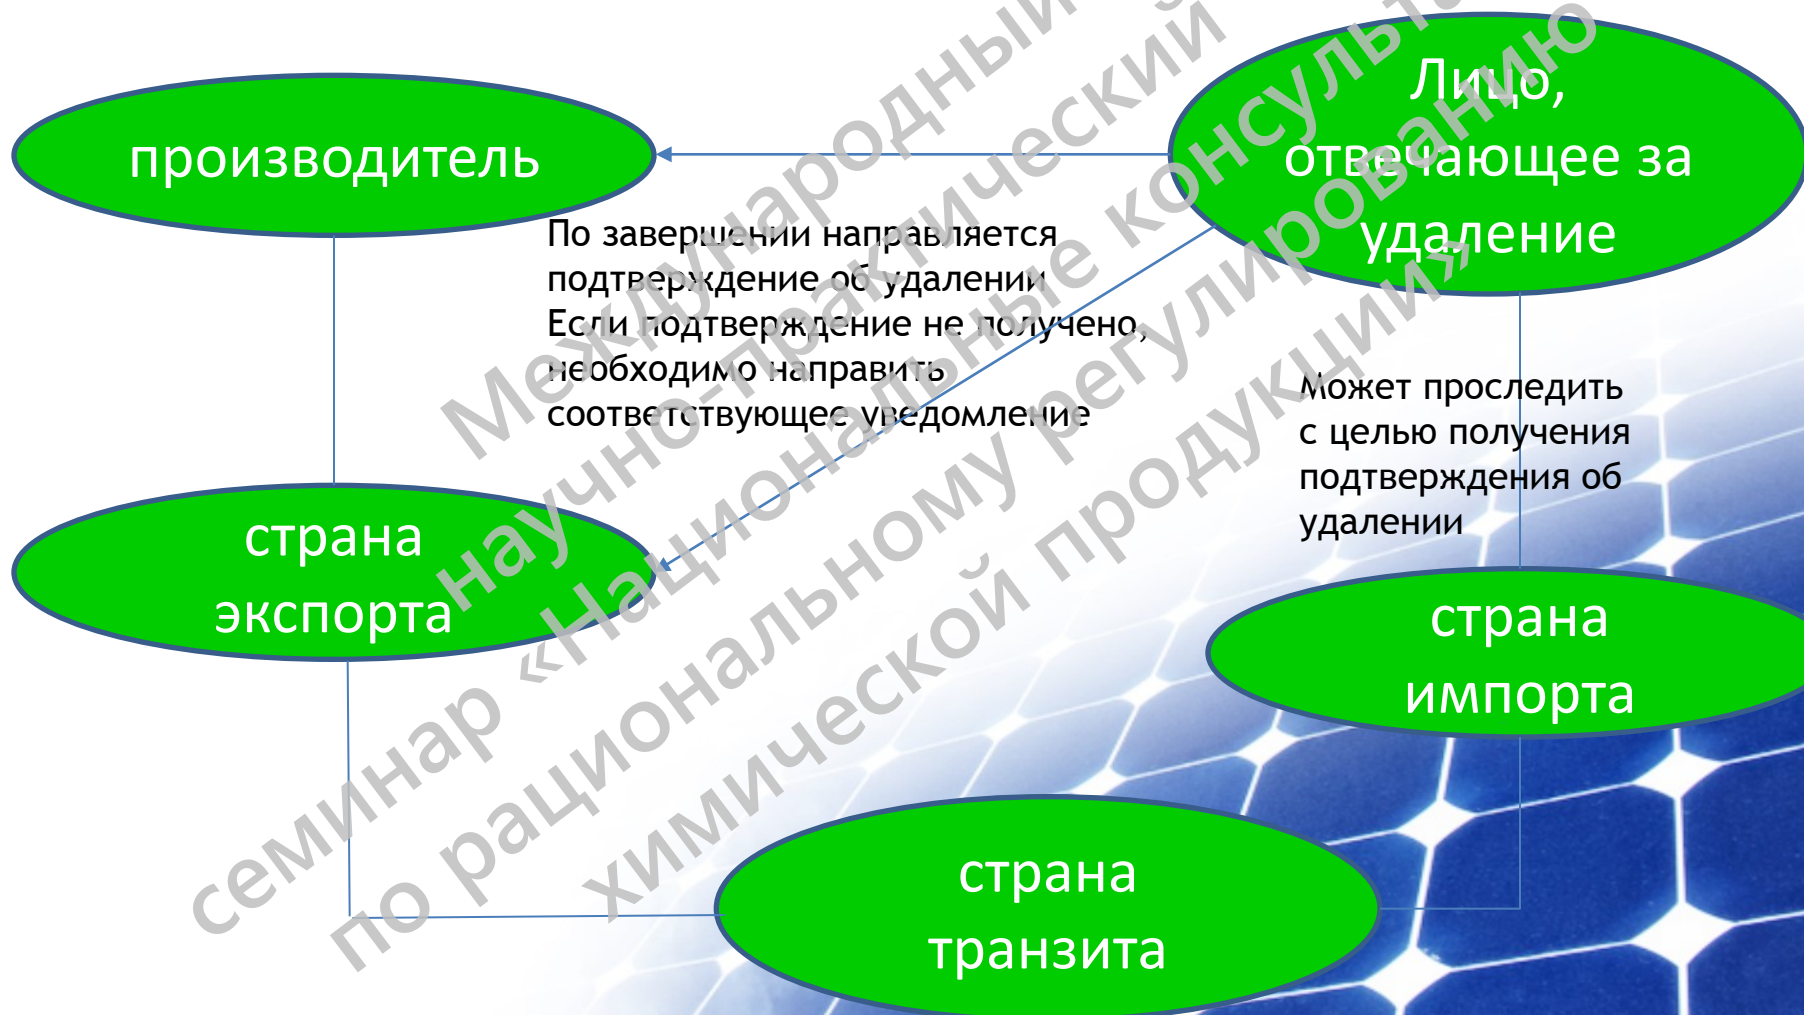 производитель
Лицо,
отвечающее за
удаление
По завершении направляется
подтверждение об удалении
Если подтверждение не получено,
необходимо направить
соответствующее уведомление
Может проследить
с целью получения
подтверждения об
удалении
страна
экспорта
страна
импорта
страна
транзита
Международный
научно-практический
семинар «Национальные
по рациональному регулированию
химической продукции»